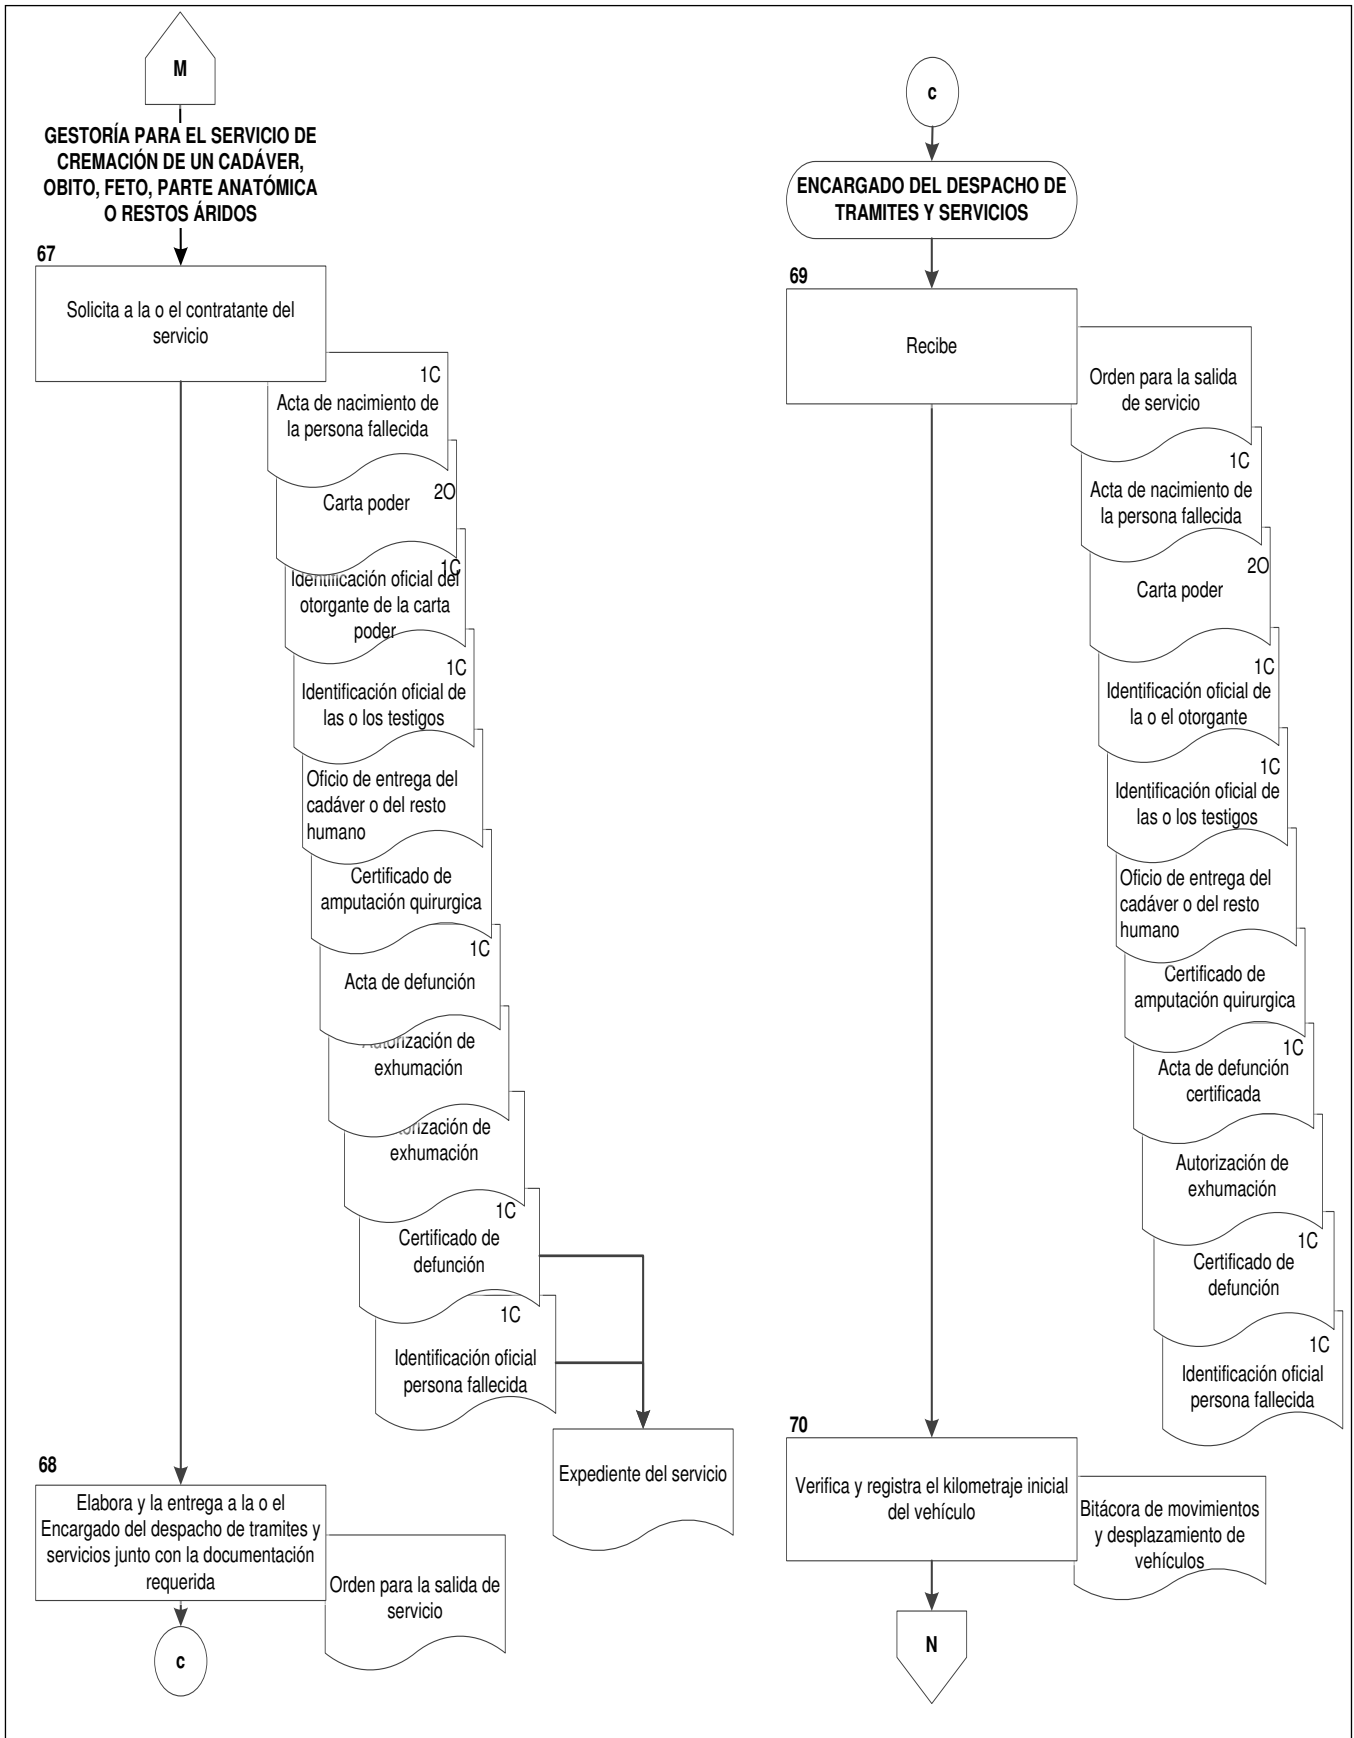 M
GESTORÍA PARA EL SERVICIO DE
CREMACIÓN DE UN CADÁVER,
OBITO, FETO, PARTE ANATÓMICA
O RESTOS ÁRIDOS
67
Solicita a la o el contratante del
servicio
1C
Acta de nacimiento de
la persona fallecida
2O
Carta poder
1C
Identificación oficial del
otorgante de la carta
poder
1C
Identificación oficial de
las o los testigos
Oficio de entrega del
cadáver o del resto
humano
Certificado de
amputación quirurgica
1C
Acta de defunción
Autorización de
exhumación
torización de
exhumación
1C
Certificado de
defunción
1C
Identificación oficial
persona fallecida
Expediente del servicio
68
Elabora y la entrega a la o el
Encargado del despacho de tramites y
servicios junto con la documentación
requerida
Orden para la salida de
servicio
c
c
ENCARGADO DEL DESPACHO DE
TRAMITES Y SERVICIOS
69
Recibe
Orden para la salida
de servicio
1C
Acta de nacimiento de
la persona fallecida
2O
Carta poder
1C
Identificación oficial de
la o el otorgante
1C
Identificación oficial de
las o los testigos
Oficio de entrega del
cadáver o del resto
humano
Certificado de
amputación quirurgica
1C
Acta de defunción
certificada
Autorización de
exhumación
1C
Certificado de
defunción
1C
Identificación oficial
persona fallecida
70
Verifica y registra el kilometraje inicial
del vehículo
Bitácora de movimientos
y desplazamiento de
vehículos
N